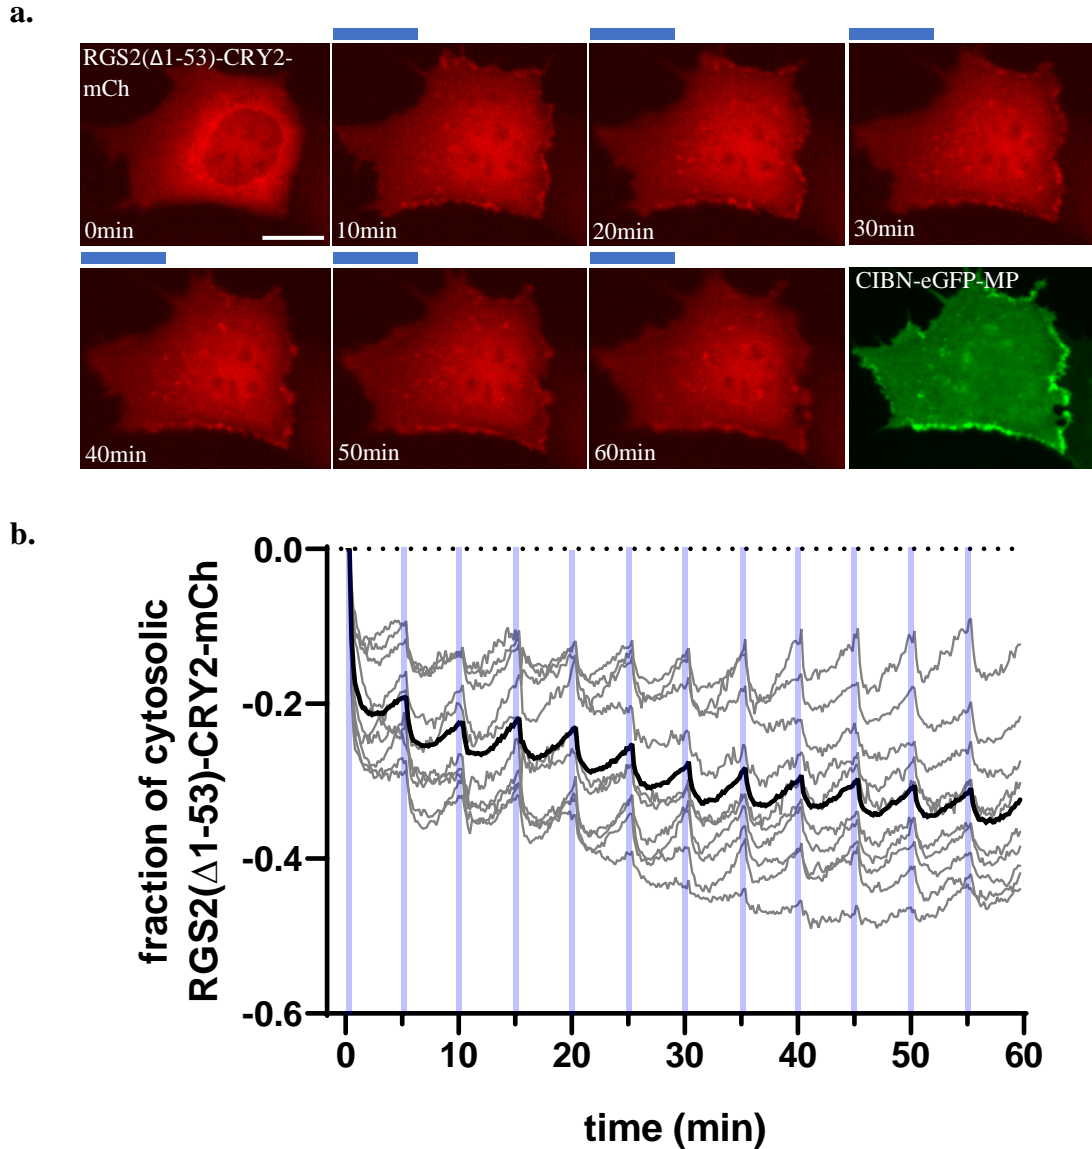 a.
RGS2(Δ1-53)-CRY2-
mCh
0min
10min
20min
30min
CIBN-eGFP-MP
40min
50min
60min
b.
fraction of cytosolic
RGS2(Δ1-53)-CRY2-mCh
0.0
-0.2
-0.4
-0.6
0 10 20 30 40 50 60
time (min)